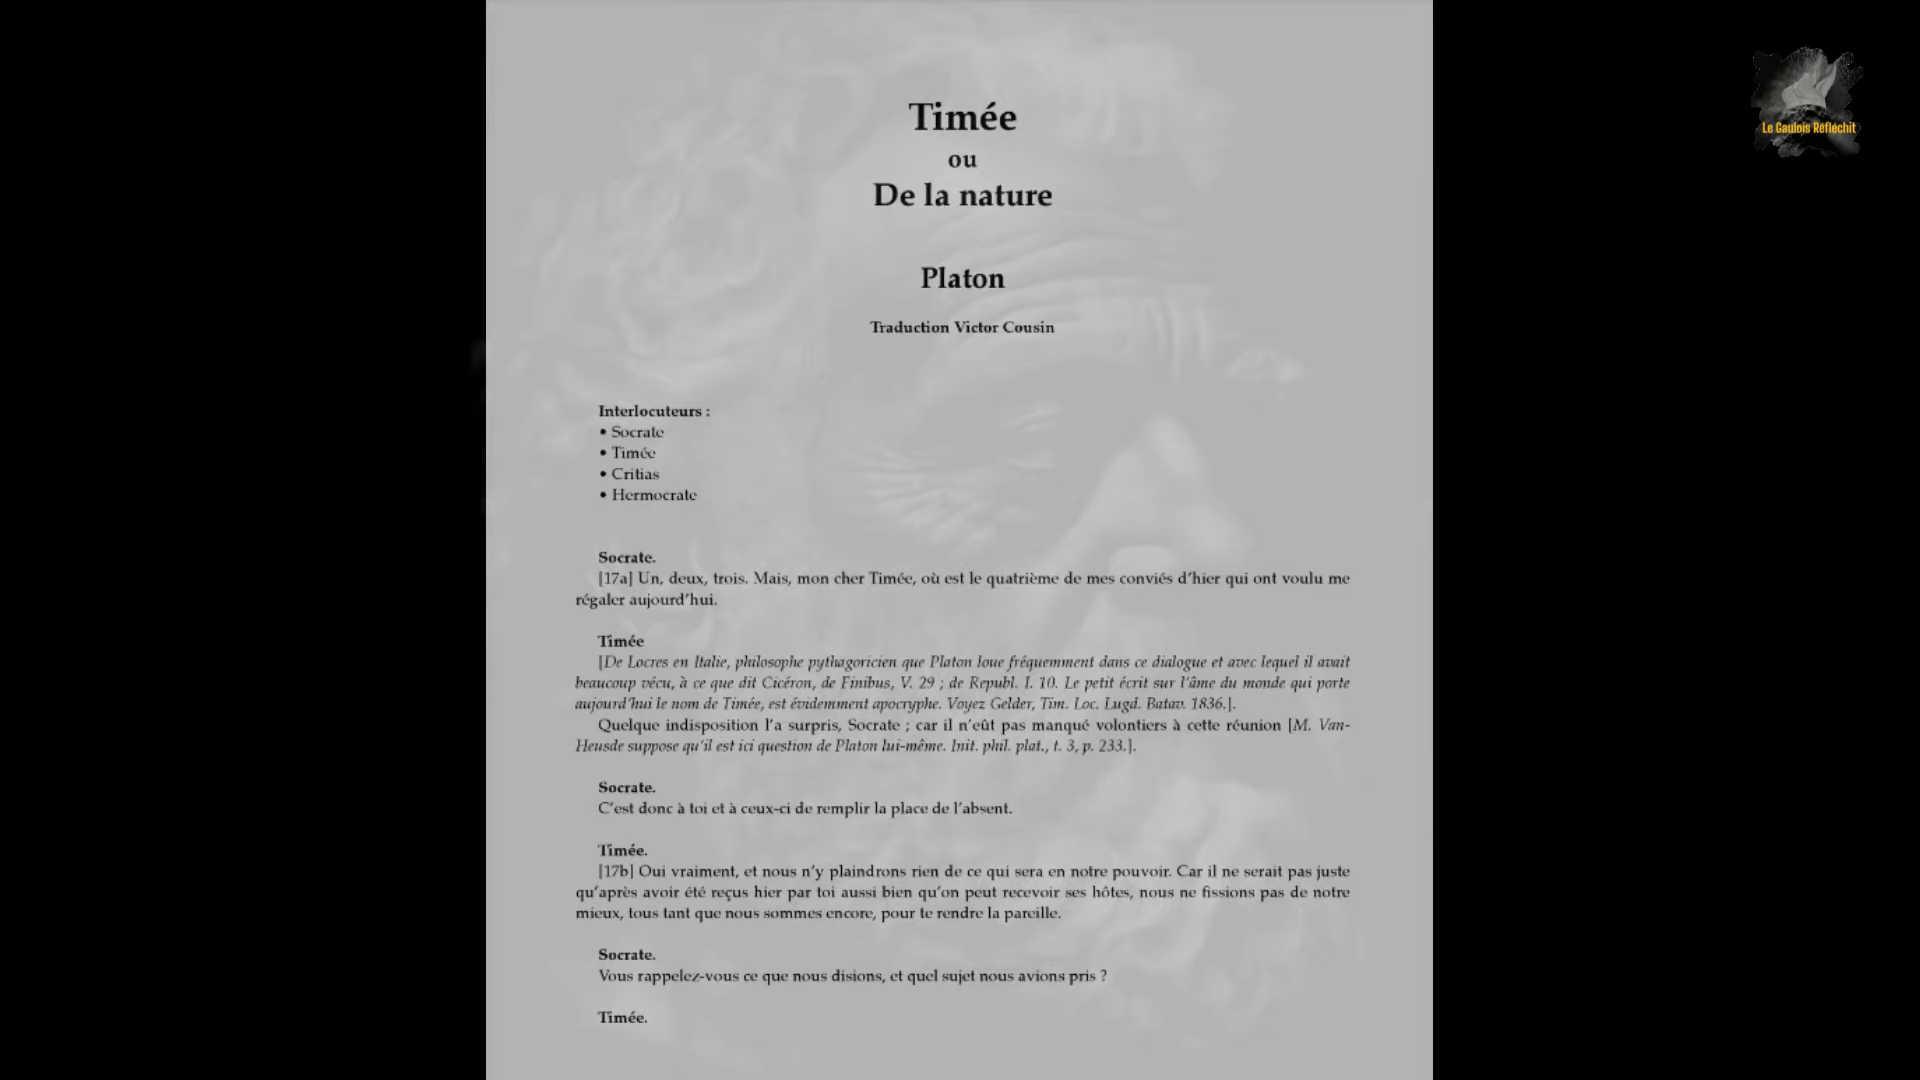 Timée
ou
De la nature
Platon
Traduction Victor Cousin
Le Gaulois Réfléchit
Interlocuteurs :
• Socrate
• Timée
• Critias
• Hermocrate
Socrate.
[17a] Un, deux, trois. Mais, mon cher Timée, où est le quatrième de mes conviés d’hier qui ont voulu me
régaler aujourd’hui.
Timée
[De Locres en Italie, philosophe pythagoricien que Platon loue fréquemment dans ce dialogue et avec lequel il avait
beaucoup vécu, à ce que dit Cicéron, de Finibus, V. 29 ; de Republ. I. 10. Le petit écrit sur l’âme du monde qui porte
aujourd’hui le nom de Timée, est évidemment apocryphe. Voyez Gelder, Tim. Loc. Lugd. Batav. 1836.].
Quelque indisposition l’a surpris, Socrate ; car il n’eût pas manqué volontiers à cette réunion [M. Van-
Heusde suppose qu’il est ici question de Platon lui-même. Init. phil. plat., t. 3, p. 233.].
Socrate.
C’est donc à toi et à ceux-ci de remplir la place de l’absent.
Timée.
[17b] Oui vraiment, et nous n’y plaindrons rien de ce qui sera en notre pouvoir. Car il ne serait pas juste
qu’après avoir été reçus hier par toi aussi bien qu’on peut recevoir ses hôtes, nous ne fissions pas de notre
mieux, tous tant que nous sommes encore, pour te rendre la pareille.
Socrate.
Vous rappelez-vous ce que nous disions, et quel sujet nous avions pris ?
Timée.